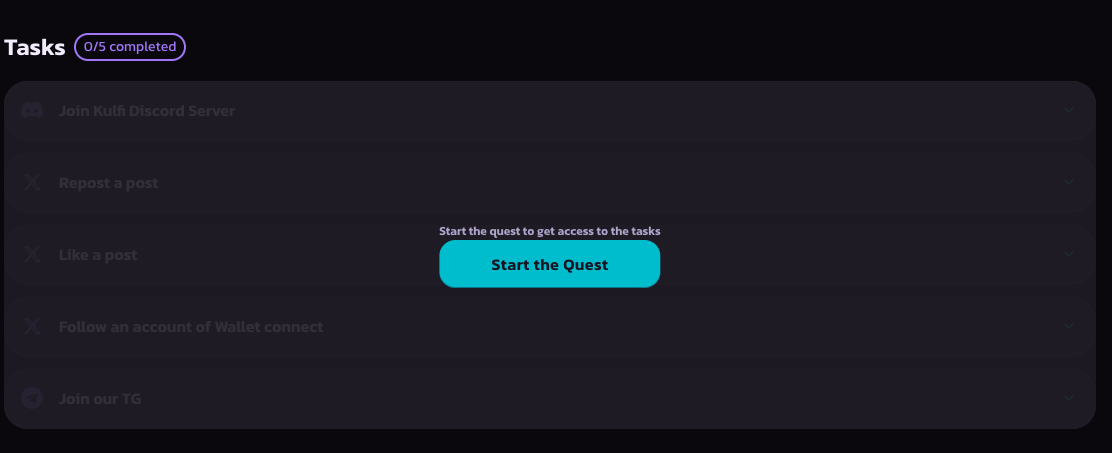 Tasks 0/5 completed
Join Kulfi Discord Server
Repost a post
Start the quest to get access to the tasks
Like a post
Start the Quest
Follow an account of Wallet connect
Join our TG